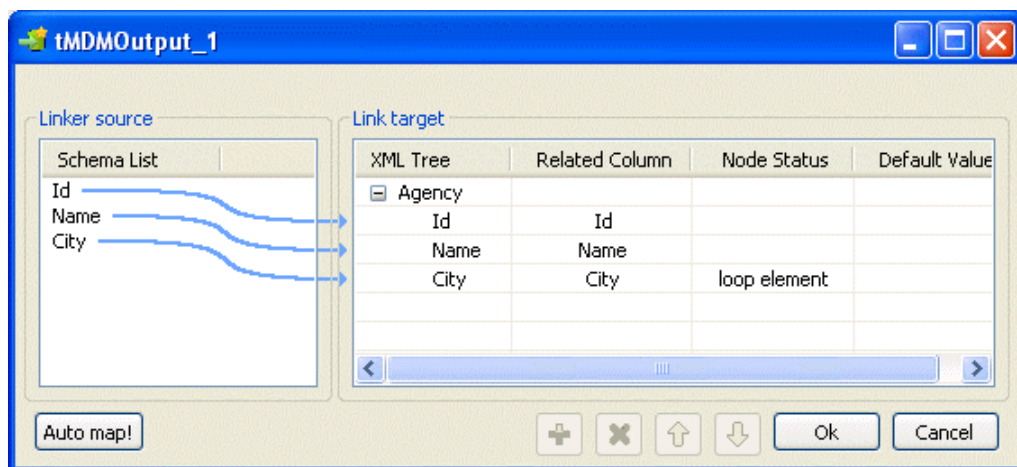 tMDMOutput_1
Linker source
Link target
Schema List
XML Tree Related Column Node Status Default Value
Id
Name
City
Agency
Id Id
Name Name
City City loop element
Auto map!
Ok
Cancel